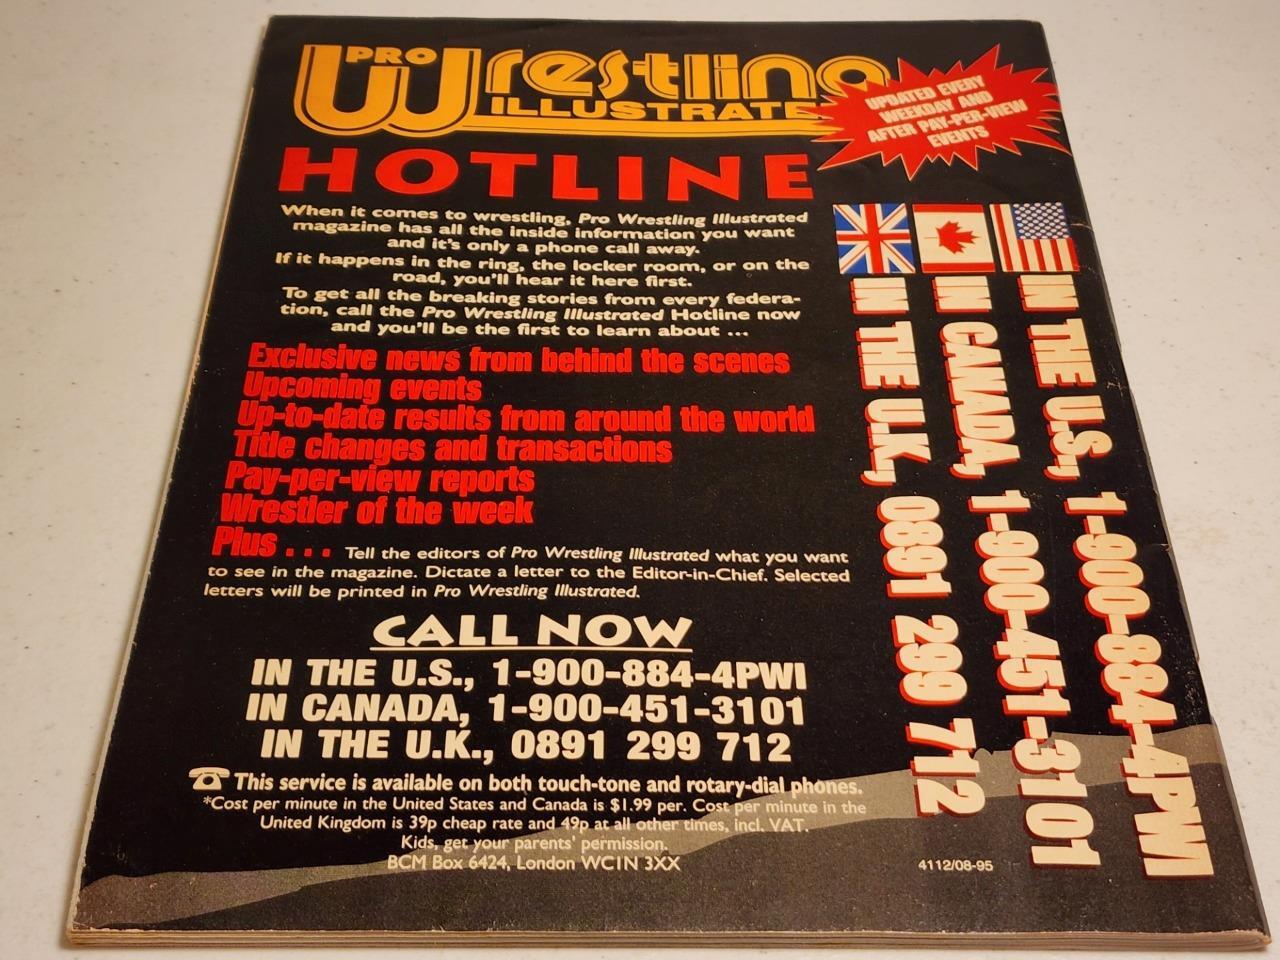 PRO Wrestling
ILLUSTRATED
UPDATED EVERY
WEEKDAY AND
AFTER PAY-PER-VIEW
EVENTS
HOTLINE
When it comes to wrestling, Pro Wrestling Illustrated
magazine has all the inside information you want
and it's only a phone call away.
If it happens in the ring, the locker room, or on the
road, you'll hear it here first.
To get all the breaking stories from every federa-
tion, call the Pro Wrestling Illustrated Hotline now
and you'll be the first to learn about ...
Exclusive news from behind the scenes
Upcoming events
Up-to-date results from around the world
Title changes and transactions
Pay-per-view reports
Wrestler of the week
Plus . . . Tell the editors of Pro Wrestling Illustrated what you want
to see in the magazine. Dictate a letter to the Editor-in-Chief. Selected
letters will be printed in Pro Wrestling Illustrated.
CALL NOW
IN THE U.S., 1-900-884-4PWI
IN CANADA, 1-900-451-3101
IN THE U.K., 0891 299 712
This service is available on both touch-tone and rotary-dial phones.
*Cost per minute in the United States and Canada is $1.99 per. Cost per minute in the
United Kingdom is 39p cheap rate and 49p at all other times, incl. VAT.
Kids, get your parents' permission.
BCM Box 6424, London WC1N 3XX
4112/08-95
IN THE U.S., 1-900-884-4PWI
IN CANADA, 1-900-451-3101
IN THE U.K., 0891 299 712